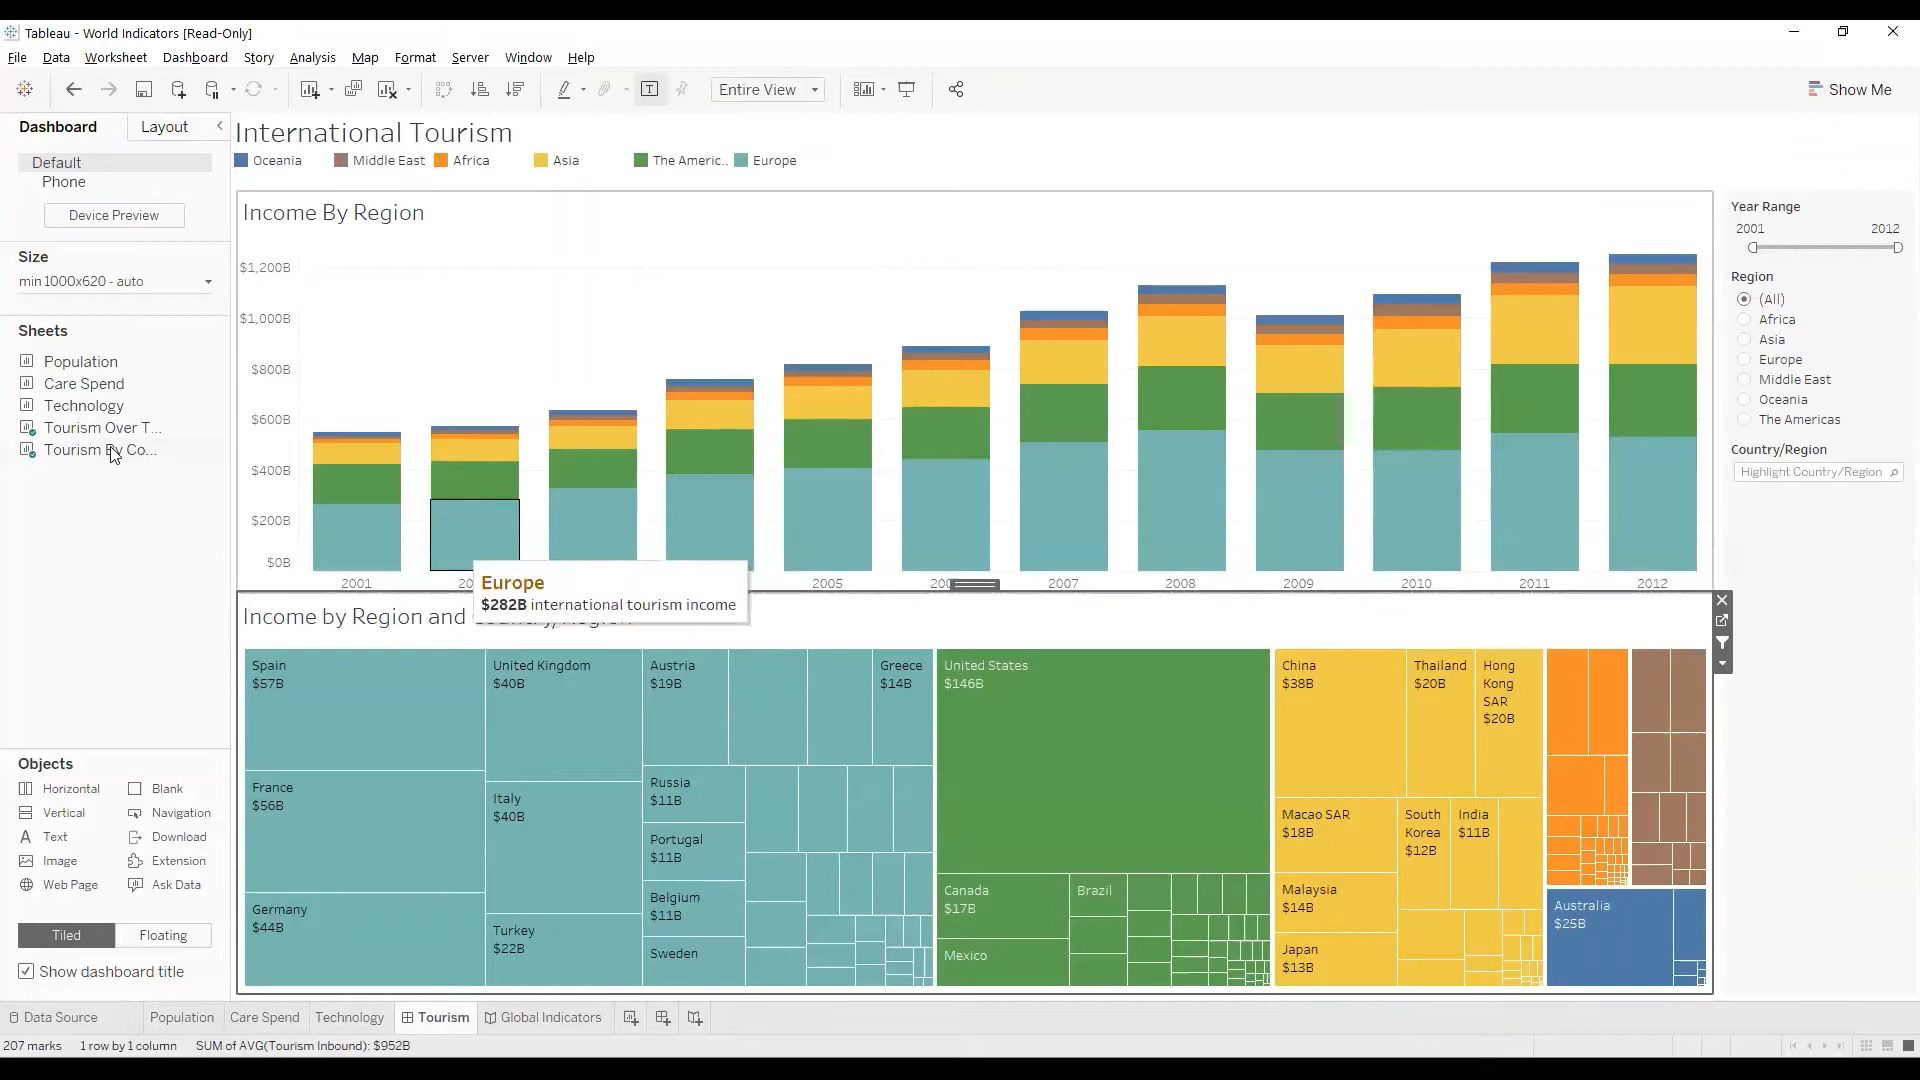 Tableau - World Indicators [Read-Only]
File Data Worksheet Dashboard Story Analysis Map Format Server Window Help
Entire View
Show Me
Dashboard Layout
Default
Phone
Device Preview
Size
min 1000x620 - auto
Sheets
Population
Care Spend
Technology
Tourism Over T...
Tourism By Co...
Objects
Horizontal Blank
Vertical Navigation
Text Download
Image Extension
Web Page Ask Data
Tiled Floating
Show dashboard title
International Tourism
Oceania Middle East Africa Asia The Americ.. Europe
Income By Region
$1,200B
$1,000B
$800B
$600B
$400B
$200B
$0B
2001 20 2005 200 2007 2008 2009 2010 2011 2012
Europe
$282B international tourism income
Income by Region and Country/Region
Spain
$57B
France
$56B
Germany
$44B
United Kingdom
$40B
Italy
$40B
Turkey
$22B
Austria
$19B
Greece
$14B
Russia
$11B
Portugal
$11B
Belgium
$11B
Sweden
United States
$146B
Canada
$17B
Brazil
Mexico
China
$38B
Thailand
$20B
Hong
Kong
SAR
$20B
Macao SAR
$18B
South
Korea
$12B
India
$11B
Malaysia
$14B
Japan
$13B
Australia
$25B
Year Range
2001 2012
Region
(All)
Africa
Asia
Europe
Middle East
Oceania
The Americas
Country/Region
Highlight Country/Region
Data Source Population Care Spend Technology Tourism Global Indicators
207 marks 1 row by 1 column SUM of AVG(Tourism Inbound): $952B